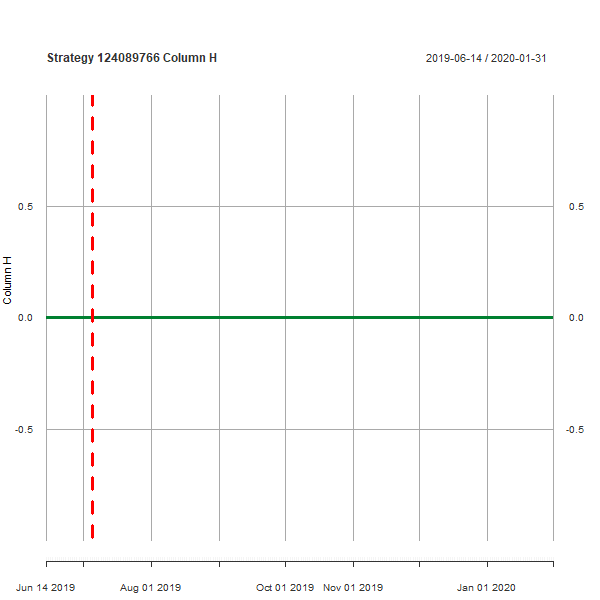 Strategy 124089766 Column H
2019-06-14 / 2020-01-31
0.5
0.5
Column H
0.0
0.0
-0.5
-0.5
Jun 14 2019
Aug 01 2019
Oct 01 2019
Nov 01 2019
Jan 01 2020